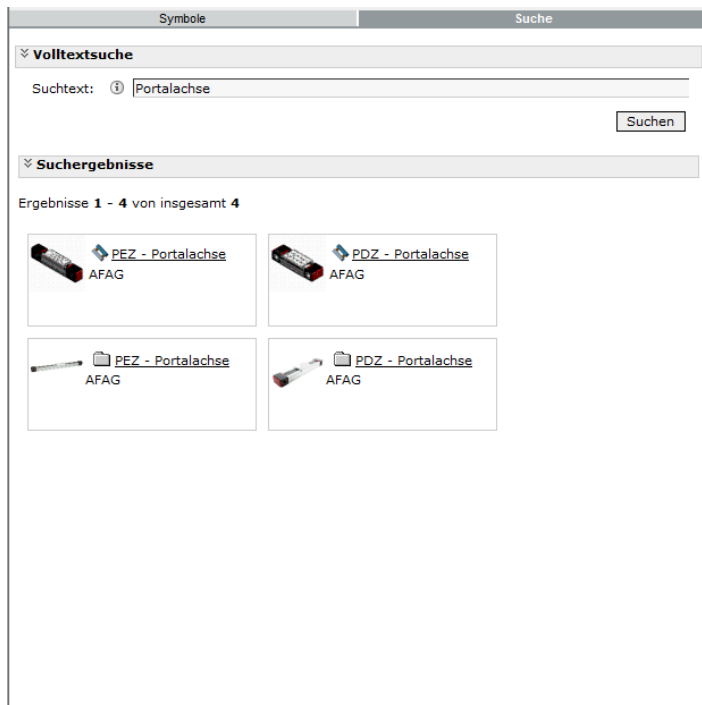 Symbole
Suche
Volltextsuche
Suchtext:
Portalachse
Suchen
Suchergebnisse
Ergebnisse 1 - 4 von insgesamt 4
PEZ - Portalachse
AFAG
PDZ - Portalachse
AFAG
PEZ - Portalachse
AFAG
PDZ - Portalachse
AFAG